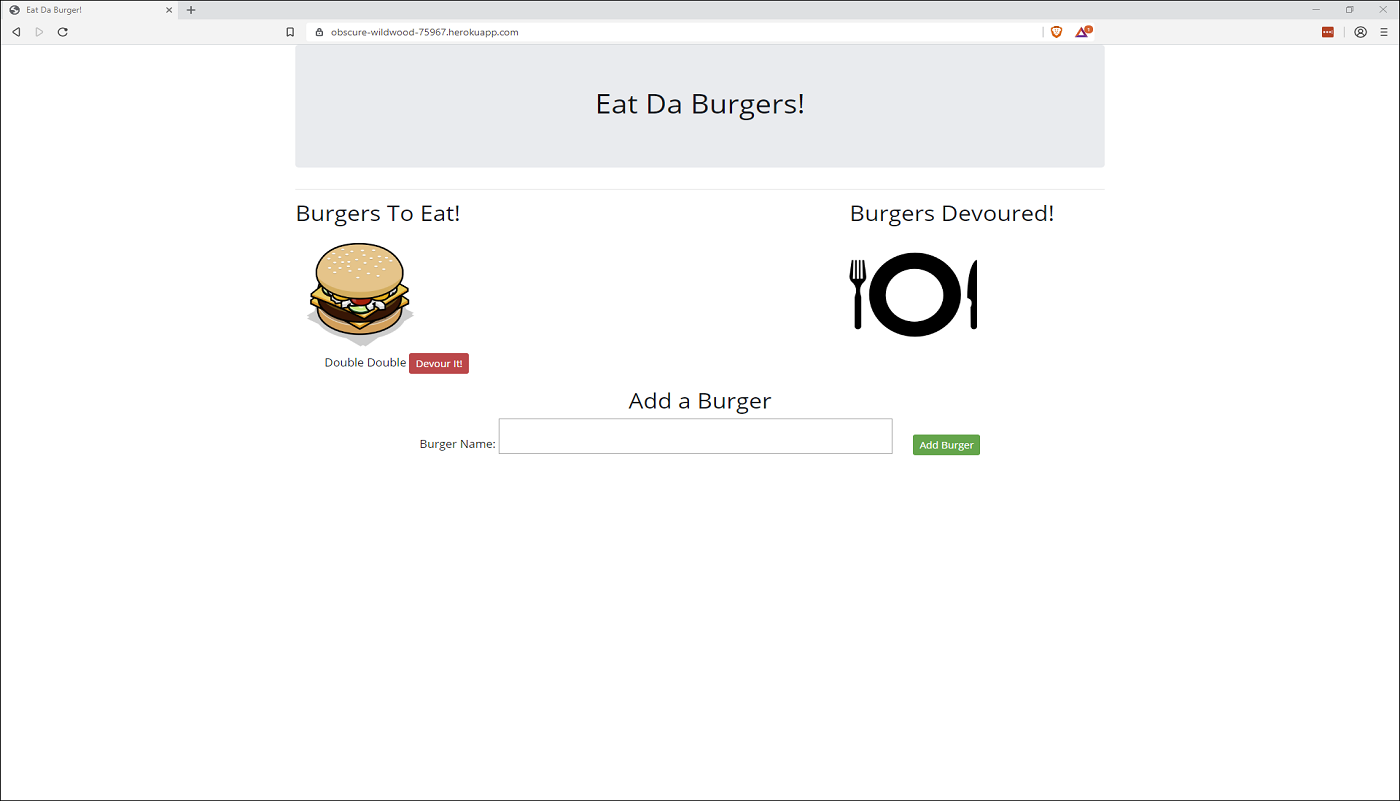 Eat Da Burger!
obscure-wildwood-75967.herokuapp.com
1
Eat Da Burgers!
Burgers To Eat!
Burgers Devoured!
Double Double Devour It!
Add a Burger
Burger Name:
Add Burger